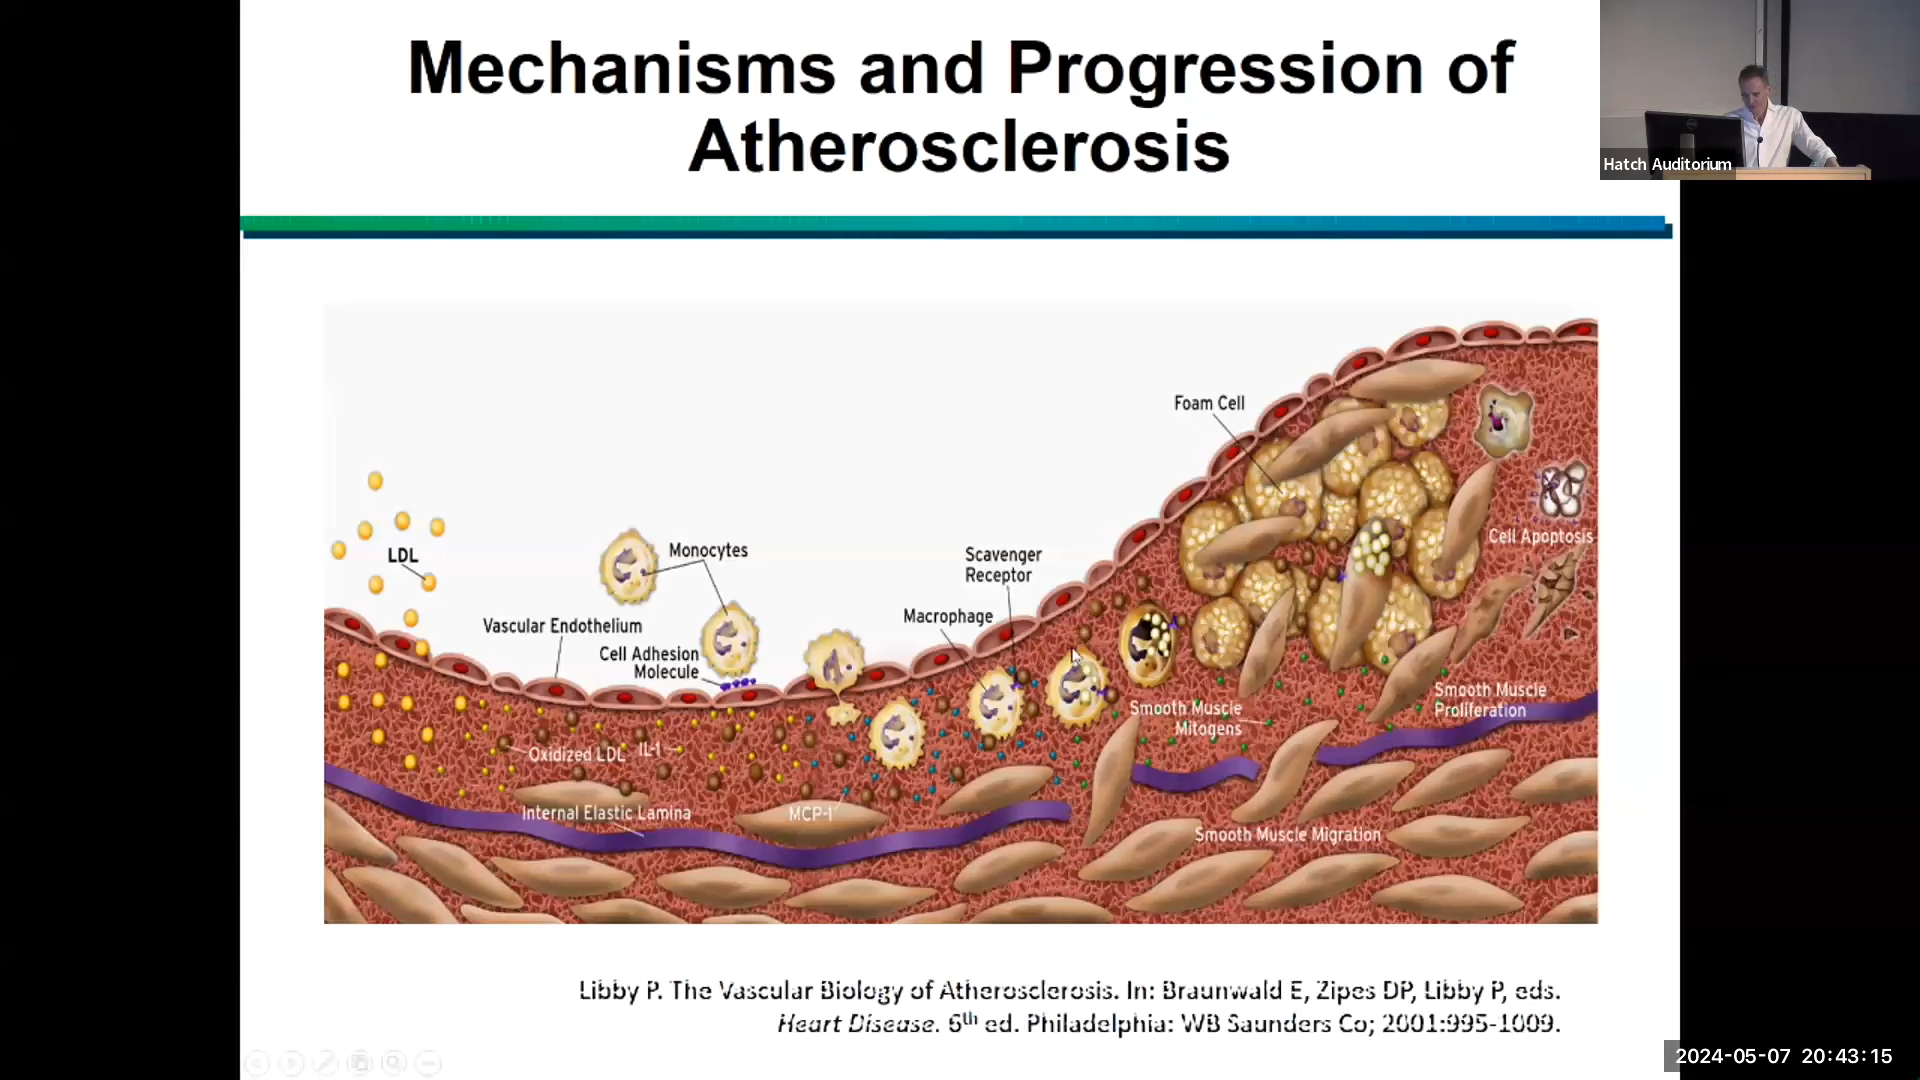 Mechanisms and Progression of
Atherosclerosis
Hatch Auditorium
Foam Cell
LDL
Monocytes
Scavenger
Receptor
Cell Apoptosis
Vascular Endothelium
Macrophage
Cell Adhesion
Molecule
Smooth Muscle
Proliferation
Smooth Muscle
Mitogens
Oxidized LDL
IL-1
Internal Elastic Lamina
MCP-1
Smooth Muscle Migration
Libby P. The Vascular Biology of Atherosclerosis. In: Braunwald E, Zipes DP, Libby P, eds.
Heart Disease. 6th ed. Philadelphia: WB Saunders Co; 2001:995-1009.
2024-05-07 20:43:15